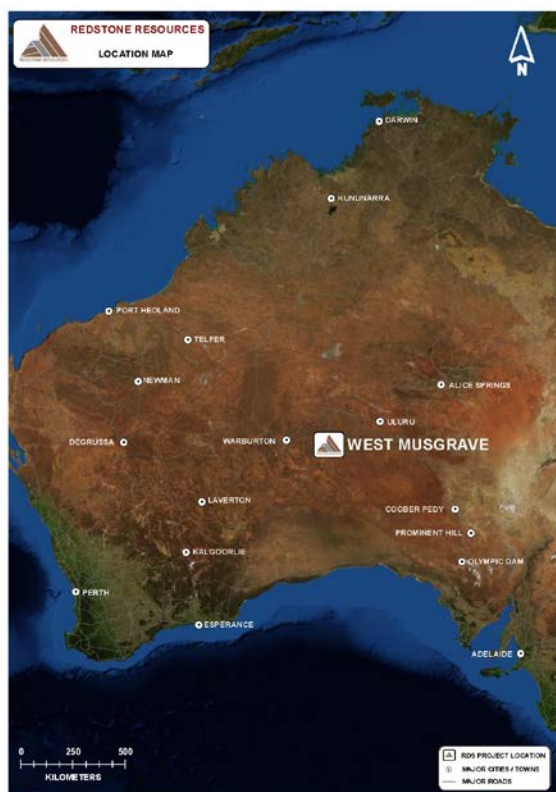 REDSTONE RESOURCES
LOCATION MAP
REDSTONE RESOURCES
N
DARWIN
KUNUNARRA
PORT HEDLAND
TELFER
NEWMAN
ALICE SPRINGS
ULURU
DEGRUSSA
WARBURTON
WEST MUSGRAVE
LAVERTON
COOBER PEDY
PROMINENT HILL
KALGOORLIE
OLYMPIC DAM
PERTH
ESPERANCE
ADELAIDE
0 250 500
KILOMETERS
RDS PROJECT LOCATION
MAJOR CITIES / TOWNS
MAJOR ROADS